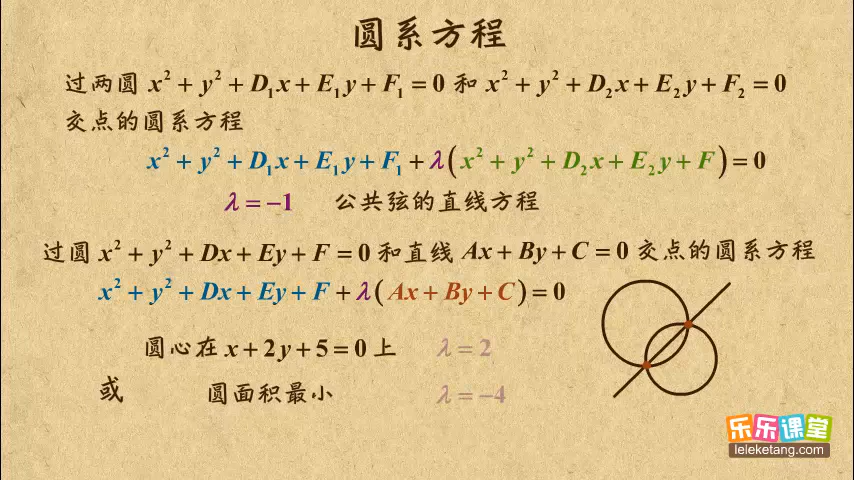 圆系方程
过两圆 x² + y² + D₁x + E₁y + F₁ = 0 和 x² + y² + D₂x + E₂y + F₂ = 0
交点的圆系方程
x² + y² + D₁x + E₁y + F₁ + λ(x² + y² + D₂x + E₂y + F) = 0
λ = −1 公共弦的直线方程
过圆 x² + y² + Dx + Ey + F = 0 和直线 Ax + By + C = 0 交点的圆系方程
x² + y² + Dx + Ey + F + λ(Ax + By + C) = 0
圆心在 x + 2y + 5 = 0 上 λ = 2
或 圆面积最小 λ = −4
乐乐课堂
leleketang.com